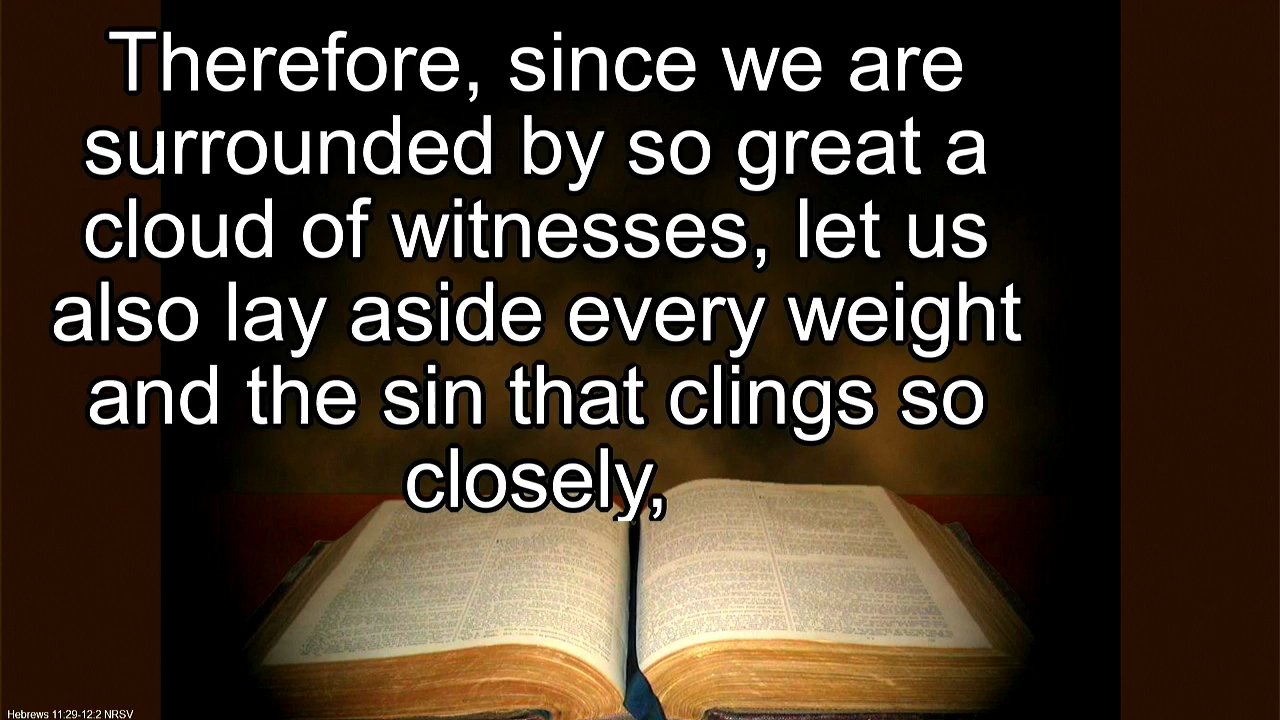 Therefore, since we are
surrounded by so great a
cloud of witnesses, let us
also lay aside every weight
and the sin that clings so
closely,
Hebrews 11:29-12:2 NRSV